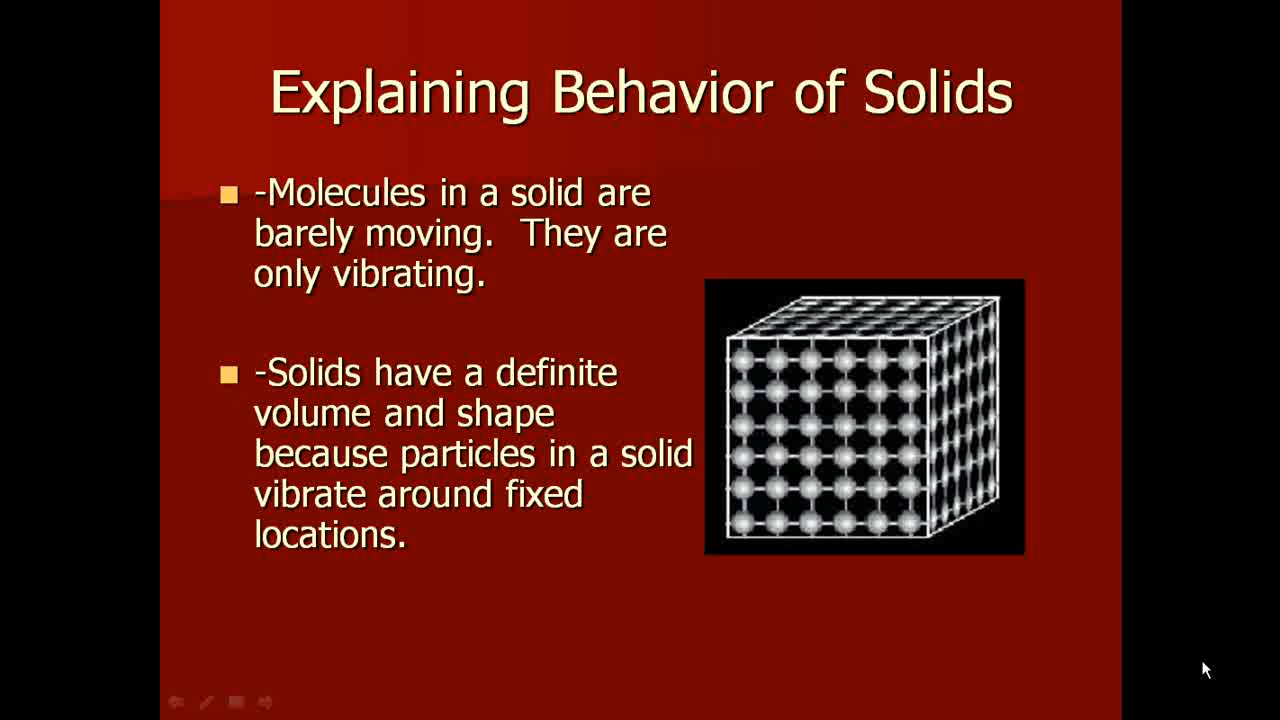 Explaining Behavior of Solids
-Molecules in a solid are
barely moving.  They are
only vibrating.
-Solids have a definite
volume and shape
because particles in a solid
vibrate around fixed
locations.